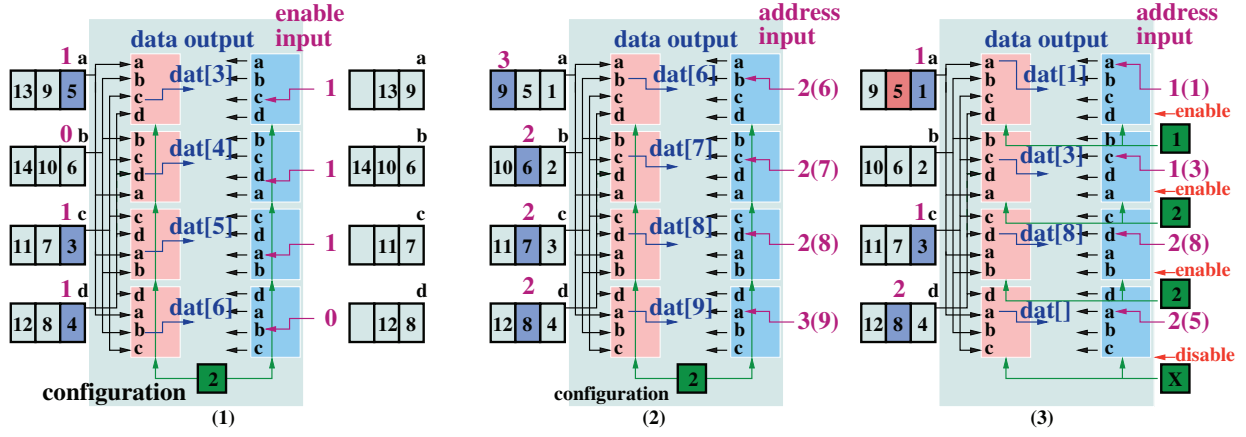 enable
input
data output
1
a
13 9 5
a
b
c
d
dat[3]
a
b
c
d
1
a
13 9
0
b
14 10 6
b
c
d
a
dat[4]
b
c
d
a
1
b
14 10 6
1
c
11 7 3
c
d
a
b
dat[5]
c
d
a
b
1
c
11 7
1
d
12 8 4
d
a
b
c
dat[6]
d
a
b
c
0
d
12 8
2
configuration
(1)
address
input
data output
3
a
9 5 1
a
b
c
d
dat[6]
a
b
c
d
2(6)
2
b
10 6 2
b
c
d
a
dat[7]
b
c
d
a
2(7)
2
c
11 7 3
c
d
a
b
dat[8]
c
d
a
b
2(8)
2
d
12 8 4
d
a
b
c
dat[9]
d
a
b
c
3(9)
2
configuration
(2)
address
input
data output
1
a
9 5 1
a
b
c
d
dat[1]
a
b
c
d
1(1)
enable
1
b
10 6 2
b
c
d
a
dat[3]
b
c
d
a
1(3)
enable
2
1
c
11 7 3
c
d
a
b
dat[8]
c
d
a
b
2(8)
enable
2
2
d
12 8 4
d
a
b
c
dat[]
d
a
b
c
2(5)
disable
X
(3)